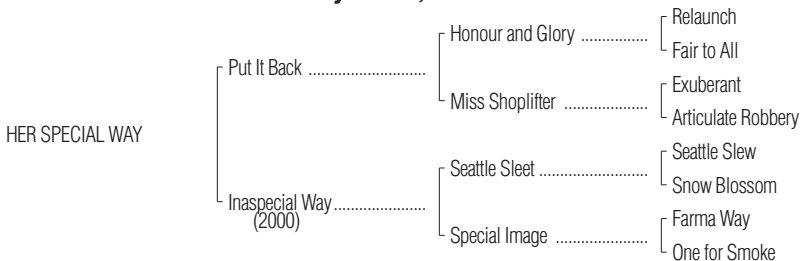 Relaunch
Honour and Glory ................
Fair to All
Put It Back ............................
Exuberant
Miss Shoplifter ....................
Articulate Robbery
HER SPECIAL WAY
Seattle Slew
Seattle Sleet ..........................
Snow Blossom
Inaspecial Way ......................
(2000)
Farma Way
Special Image ......................
One for Smoke